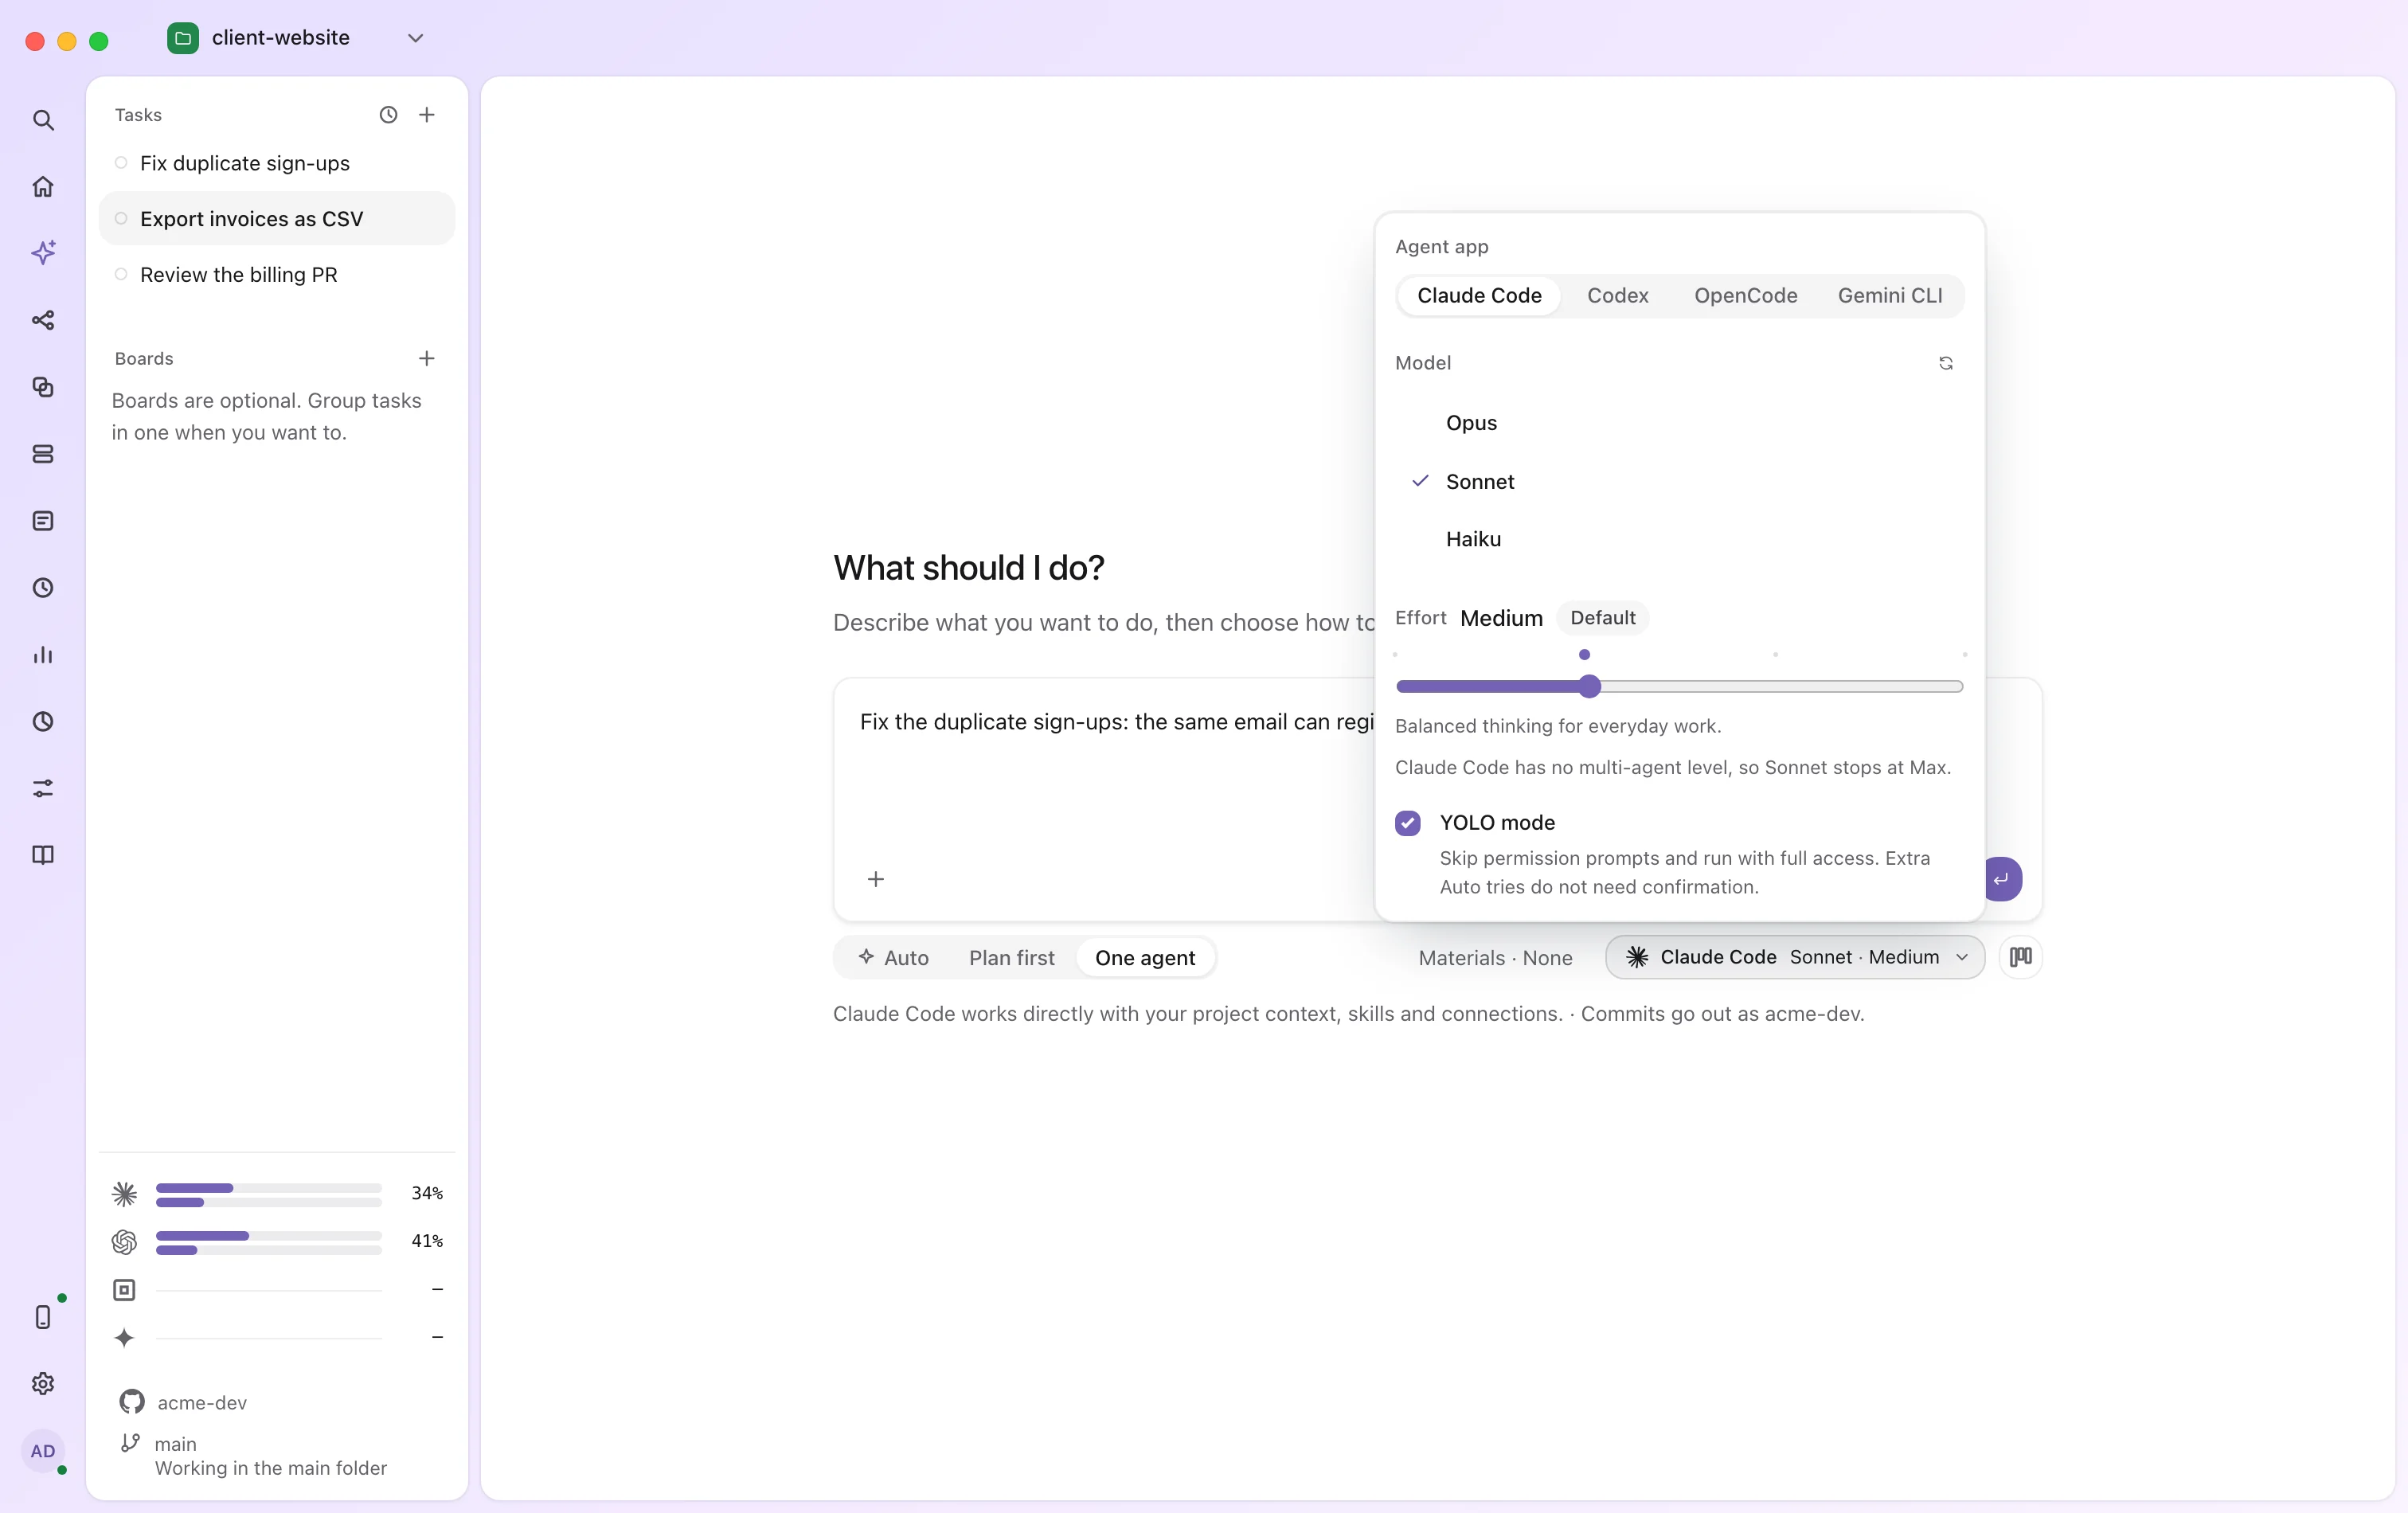 client-website
Tasks
Fix duplicate sign-ups
Export invoices as CSV
Review the billing PR
Boards
Boards are optional. Group tasks
in one when you want to.
34%
41%
–
–
acme-dev
main
Working in the main folder
AD
What should I do?
Describe what you want to do, then choose how to
Fix the duplicate sign-ups: the same email can regi
Agent app
Claude Code Codex OpenCode Gemini CLI
Model
Opus
Sonnet
Haiku
Effort Medium Default
Balanced thinking for everyday work.
Claude Code has no multi-agent level, so Sonnet stops at Max.
YOLO mode
Skip permission prompts and run with full access. Extra
Auto tries do not need confirmation.
Auto Plan first One agent Materials · None Claude Code Sonnet · Medium
Claude Code works directly with your project context, skills and connections. · Commits go out as acme-dev.